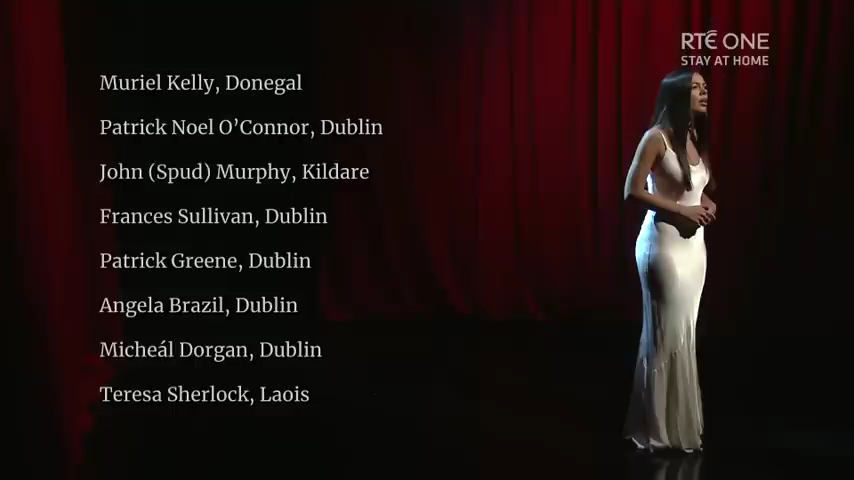 RTÉ ONE
STAY AT HOME
Muriel Kelly, Donegal
Patrick Noel O’Connor, Dublin
John (Spud) Murphy, Kildare
Frances Sullivan, Dublin
Patrick Greene, Dublin
Angela Brazil, Dublin
Micheál Dorgan, Dublin
Teresa Sherlock, Laois